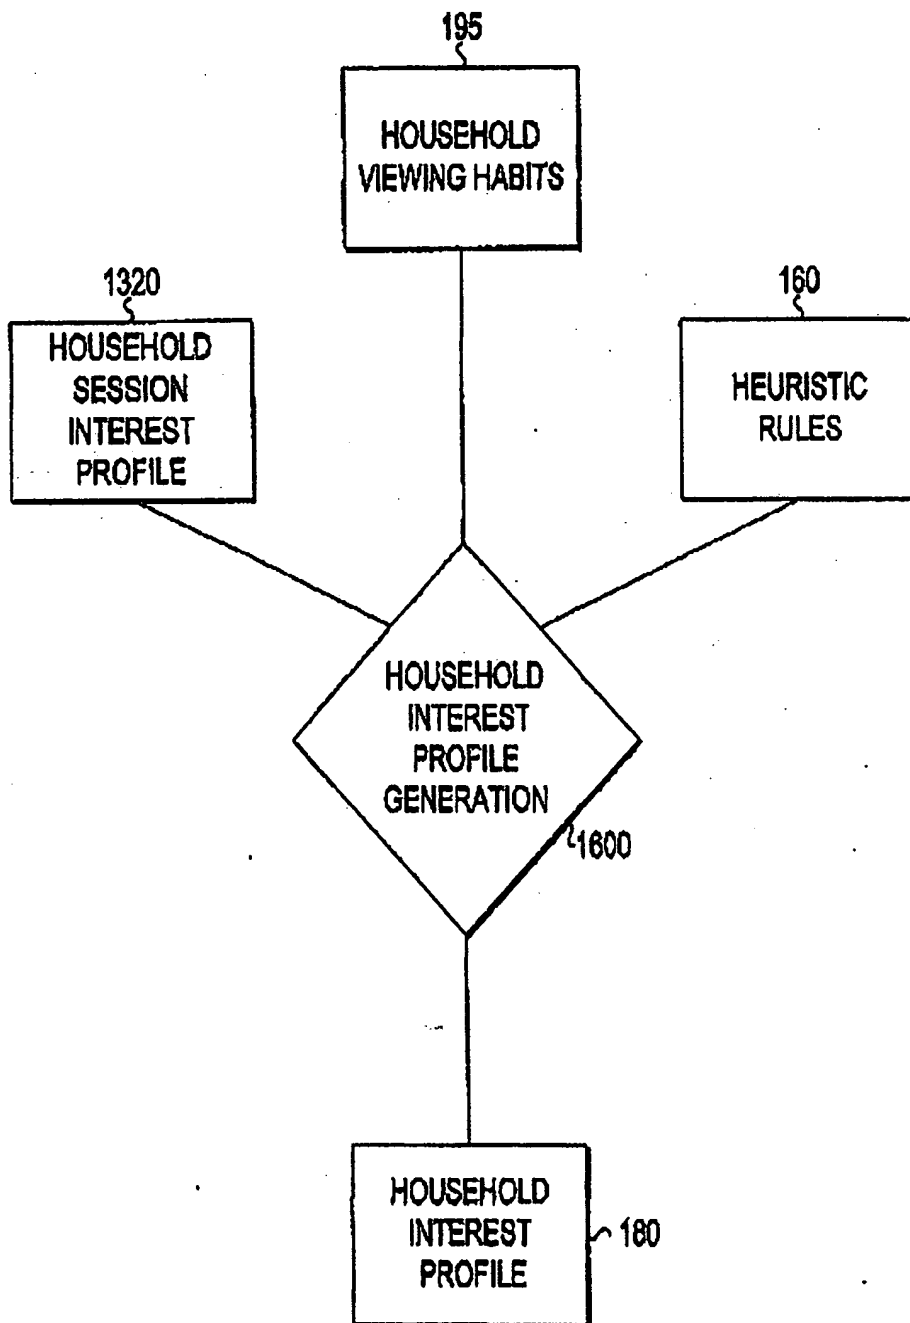 195
HOUSEHOLD
VIEWING HABITS
1320
HOUSEHOLD
SESSION
INTEREST
PROFILE
160
HEURISTIC
RULES
HOUSEHOLD
INTEREST
PROFILE
GENERATION
1600
HOUSEHOLD
INTEREST
PROFILE
180